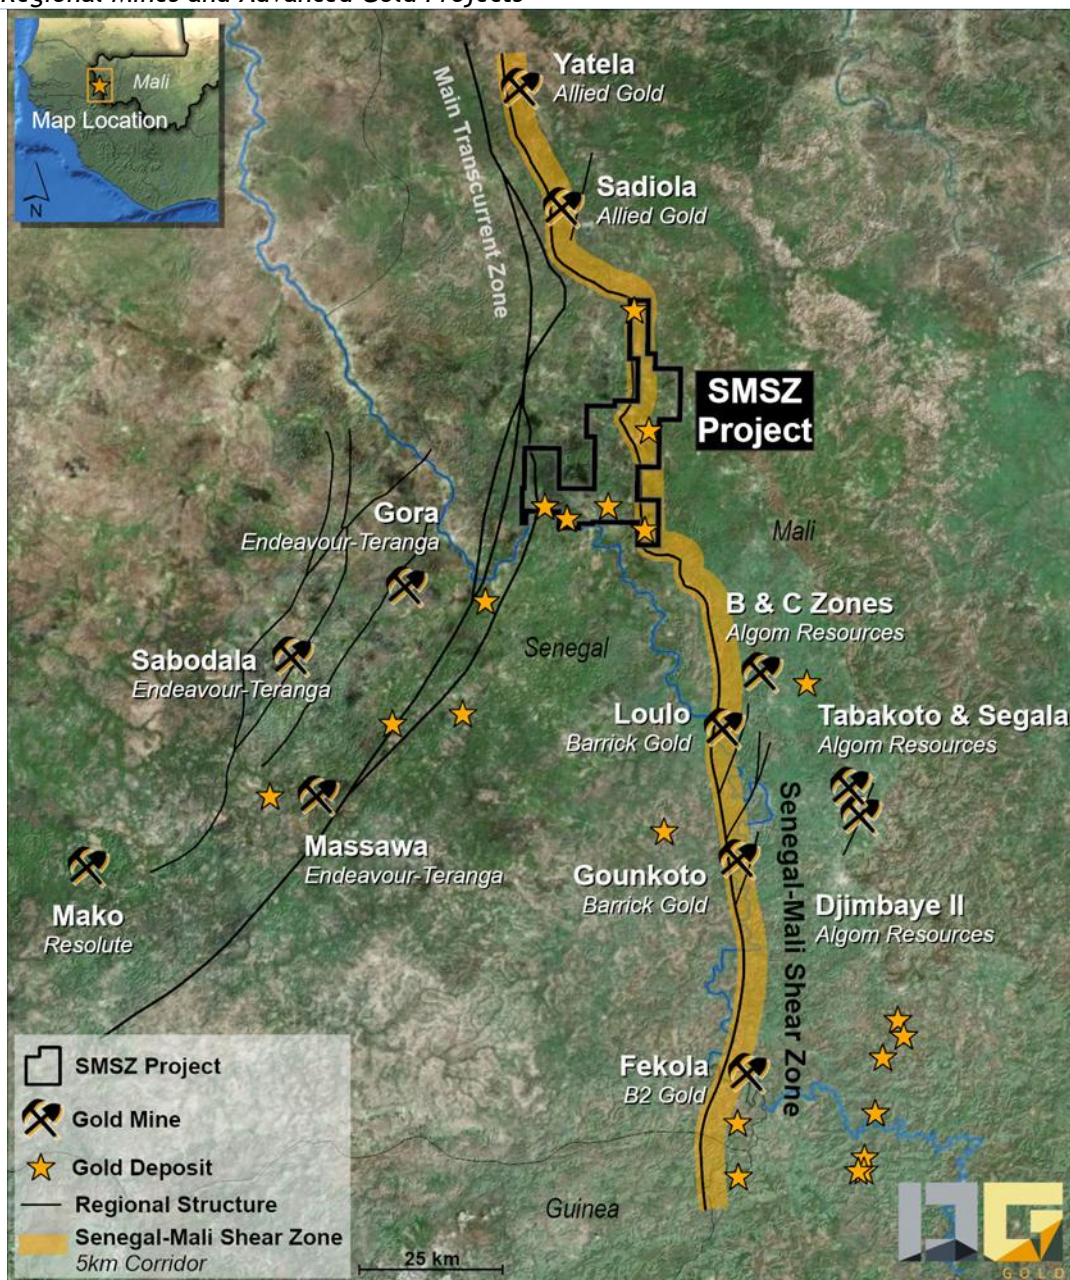 Regional Mines and Advanced Gold Projects
Mali
Map Location
N
Main Transcurrent Zone
Yatela
Allied Gold
Sadiola
Allied Gold
SMSZ
Project
Gora
Endeavour-Teranga
Mali
B & C Zones
Algom Resources
Senegal
Sabodala
Endeavour-Teranga
Loulo
Barrick Gold
Tabakoto & Segala
Algom Resources
Senegal-Mali Shear Zone
Massawa
Endeavour-Teranga
Gounkoto
Barrick Gold
Mako
Resolute
Djimbaye II
Algom Resources
Fekola
B2 Gold
Guinea
SMSZ Project
Gold Mine
Gold Deposit
Regional Structure
Senegal-Mali Shear Zone
5km Corridor
25 km
GOLD